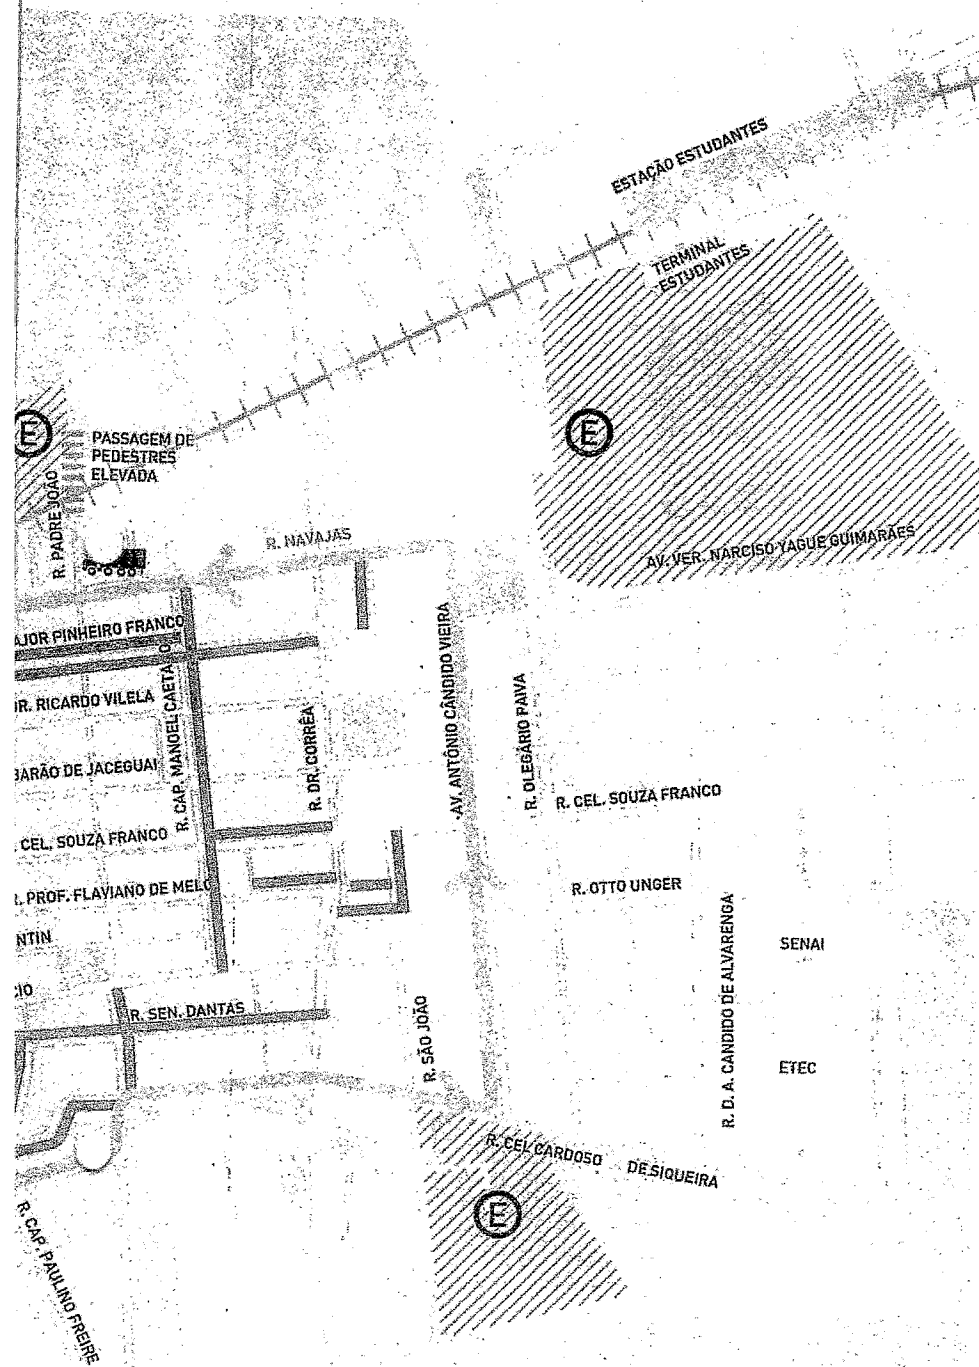 ESTAÇÃO ESTUDANTES
TERMINAL
ESTUDANTES
E
E
PASSAGEM DE
PEDESTRES
ELEVADA
R. PADRE JOÃO
R. NAVAJAS
AV. VER. NARCISO YAGUE GUIMARÃES
AJOR PINHEIRO FRANCO
R. RICARDO VILELA
R. CAP. MANOEL CAETANO
R. DR. CORRÊA
AV. ANTÔNIO CÂNDIDO VIEIRA
R. OLEGÁRIO PAIVA
BARÃO DE JACEGUAI
R. CEL. SOUZA FRANCO
. CEL. SOUZA FRANCO
R. OTTO UNGER
. PROF. FLAVIANO DE MELO
NTIN
SENAI
CIO
R. SEN. DANTAS
R. SÃO JOÃO
R. D. A. CANDIDO DE ALVARENGA
ETEC
R. CEL CARDOSO DE SIQUEIRA
E
R. CAP. PAULINO FREIRE